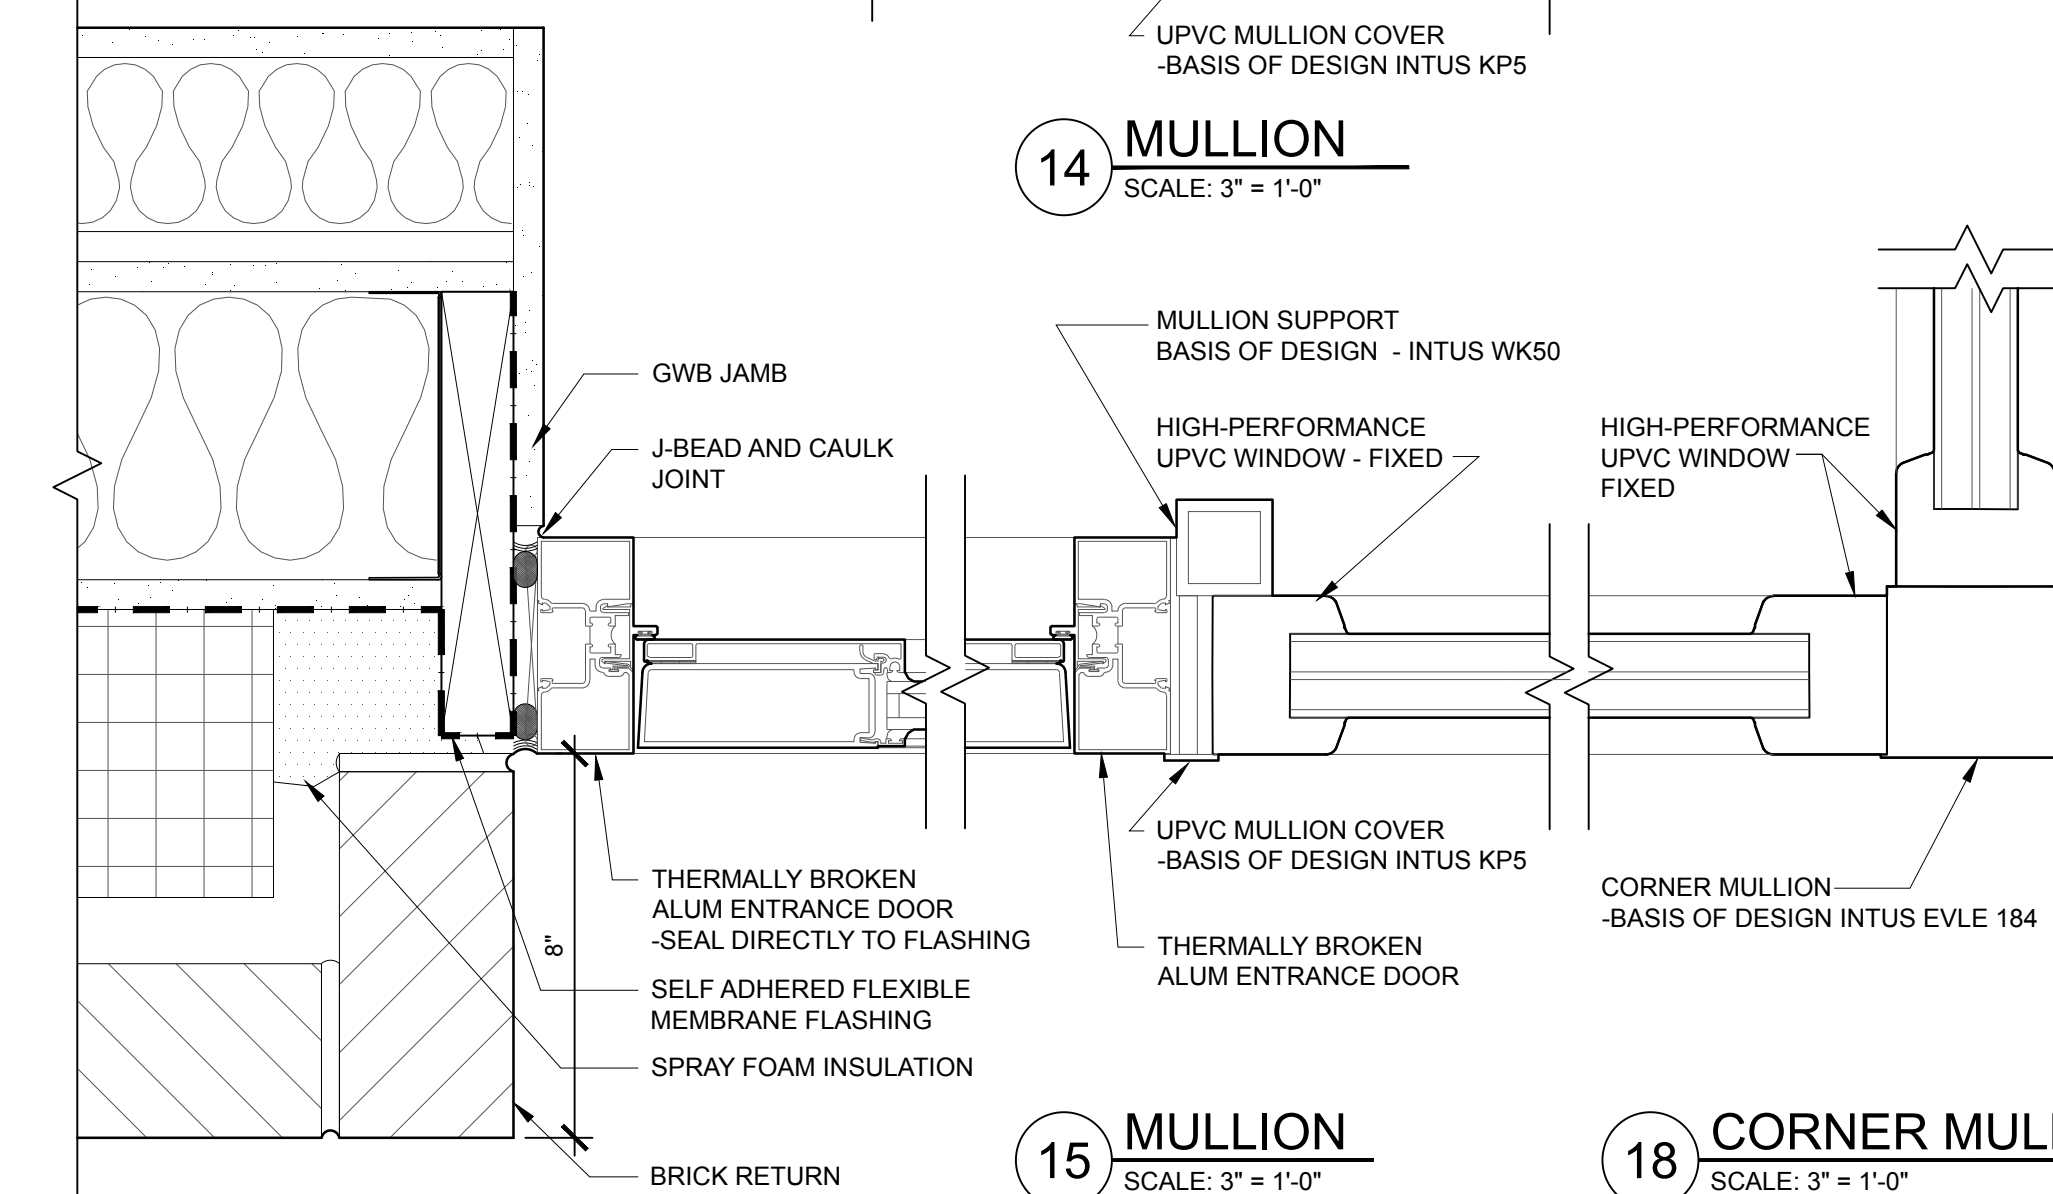 UPVC MULLION COVER
-BASIS OF DESIGN INTUS KP5
14
MULLION
SCALE: 3" = 1'-0"
GWB JAMB
J-BEAD AND CAULK
JOINT
MULLION SUPPORT
BASIS OF DESIGN - INTUS WK50
HIGH-PERFORMANCE
UPVC WINDOW - FIXED
HIGH-PERFORMANCE
UPVC WINDOW
FIXED
THERMALLY BROKEN
ALUM ENTRANCE DOOR
-SEAL DIRECTLY TO FLASHING
8"
SELF ADHERED FLEXIBLE
MEMBRANE FLASHING
SPRAY FOAM INSULATION
BRICK RETURN
UPVC MULLION COVER
-BASIS OF DESIGN INTUS KP5
THERMALLY BROKEN
ALUM ENTRANCE DOOR
CORNER MULLION
-BASIS OF DESIGN INTUS EVLE 184
15
MULLION
SCALE: 3" = 1'-0"
18
CORNER
SCALE: 3" = 1'-0"